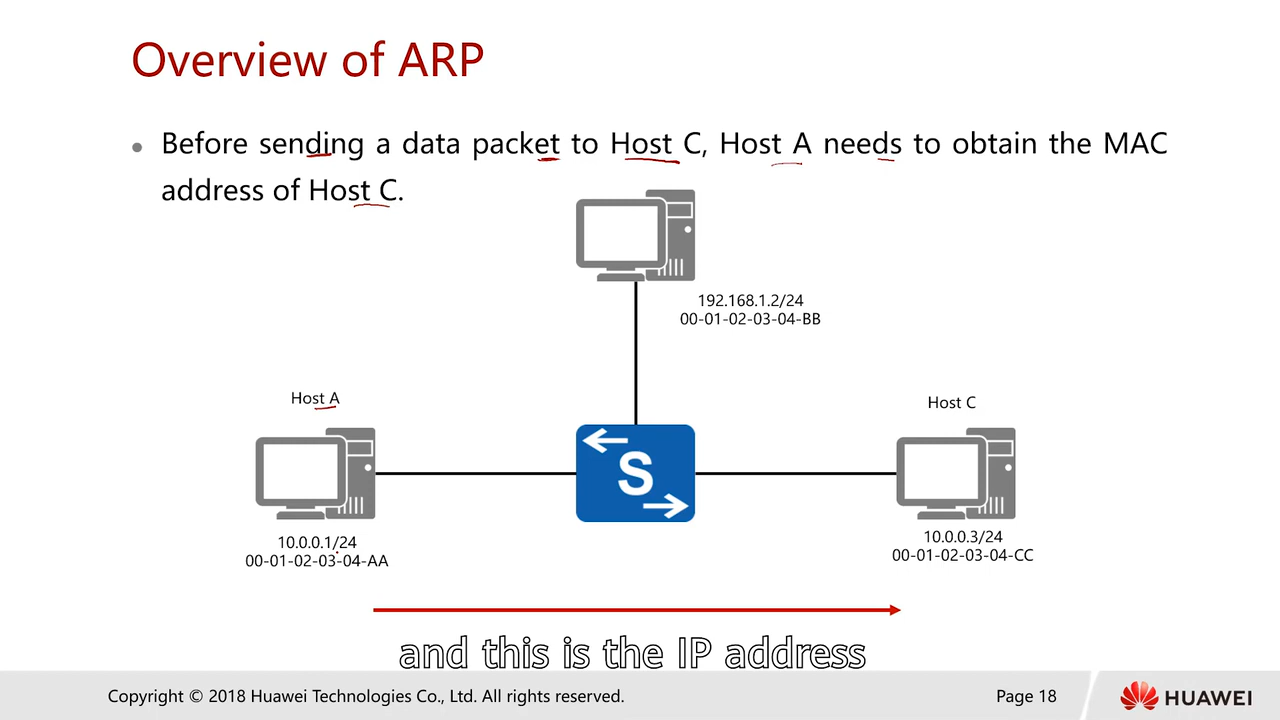 Overview of ARP
• Before sending a data packet to Host C, Host A needs to obtain the MAC
address of Host C.
192.168.1.2/24
00-01-02-03-04-BB
Host A
Host C
S
10.0.0.1/24
00-01-02-03-04-AA
10.0.0.3/24
00-01-02-03-04-CC
and this is the IP address
Copyright © 2018 Huawei Technologies Co., Ltd. All rights reserved.
Page 18
HUAWEI